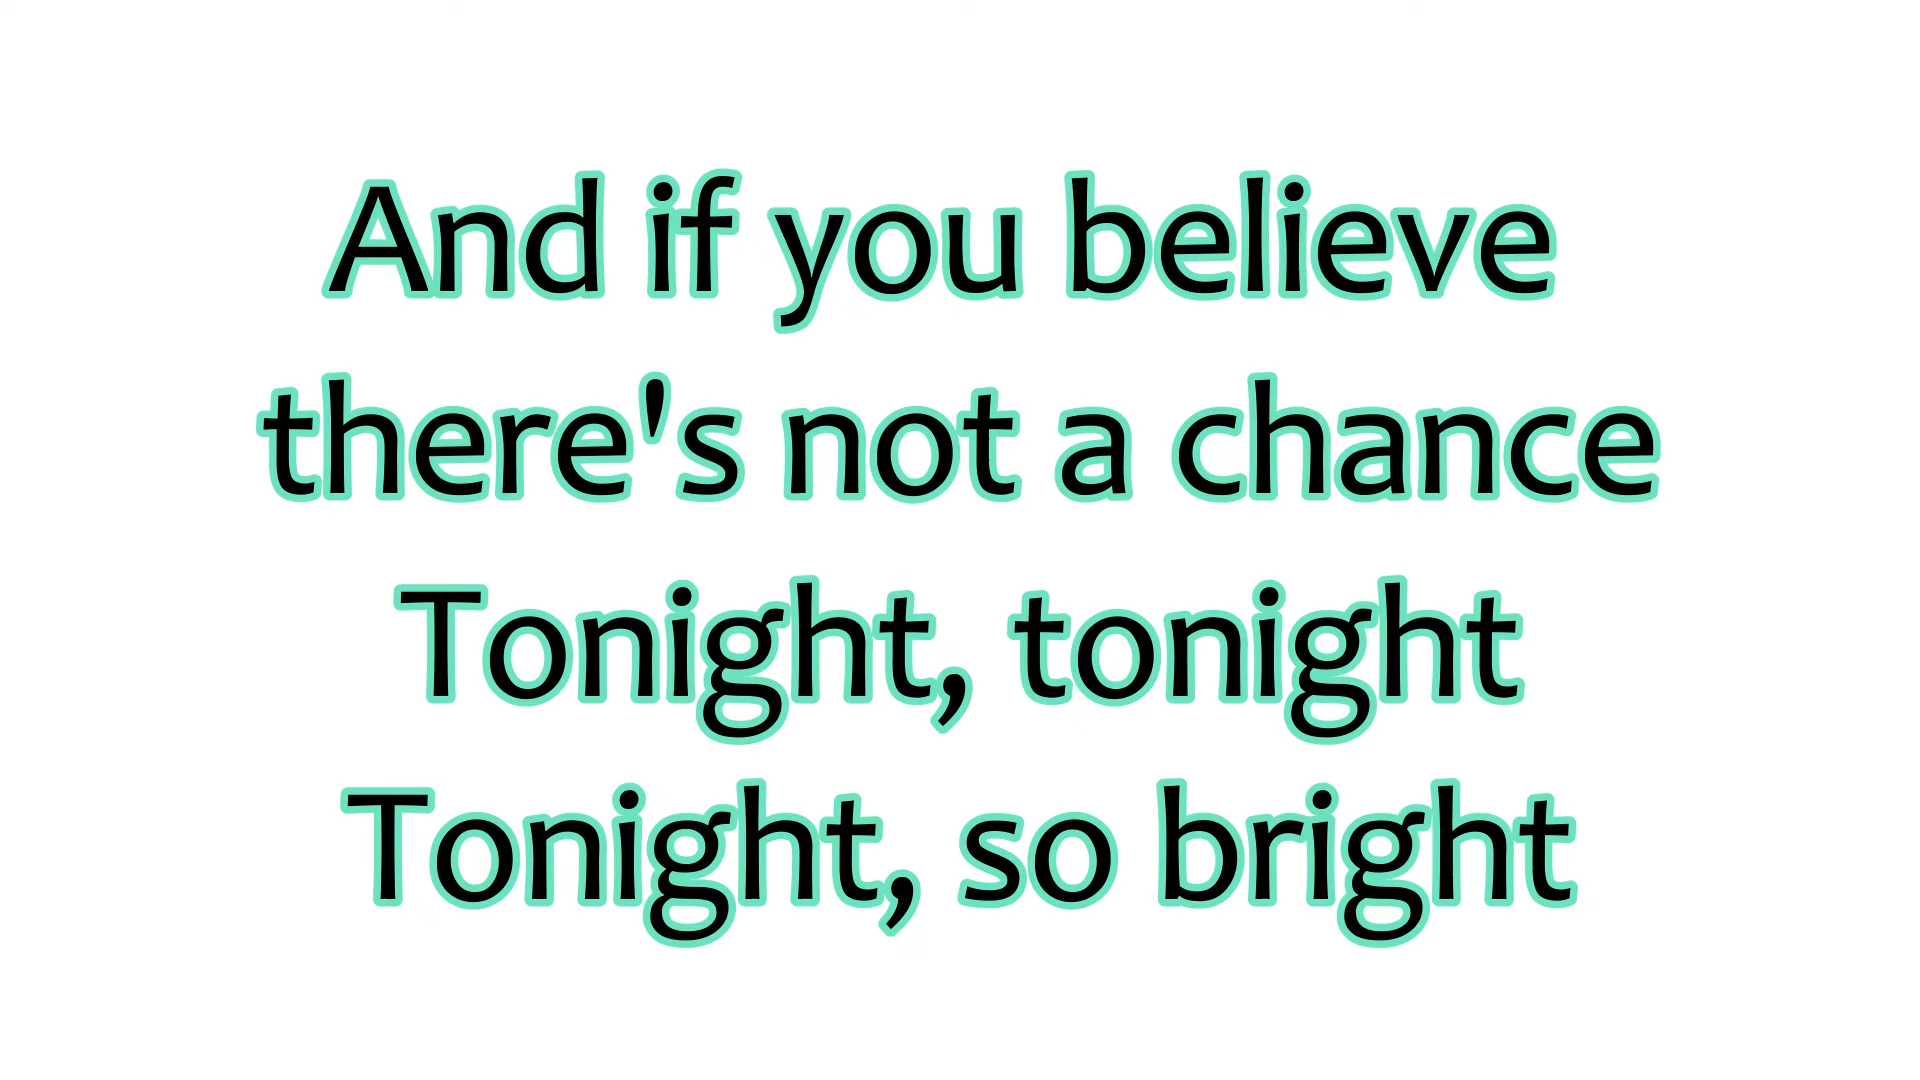 And if you believe
there's not a chance
Tonight, tonight
Tonight, so bright